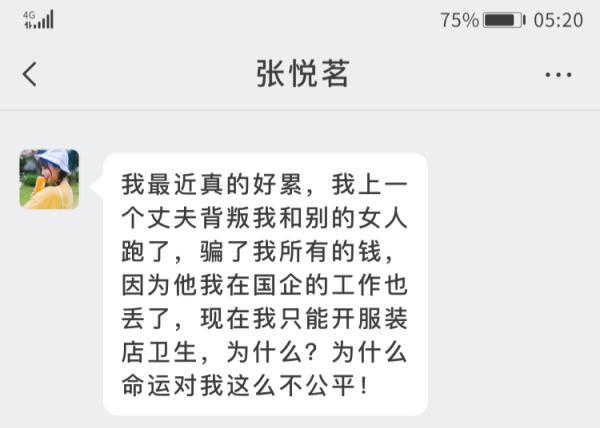 4G
75% 05:20
张悦茗
我最近真的好累，我上一
个丈夫背叛我和别的女人
跑了，骗了我所有的钱，
因为他我在国企的工作也
丢了，现在我只能开服装
店卫生，为什么？为什么
命运对我这么不公平！